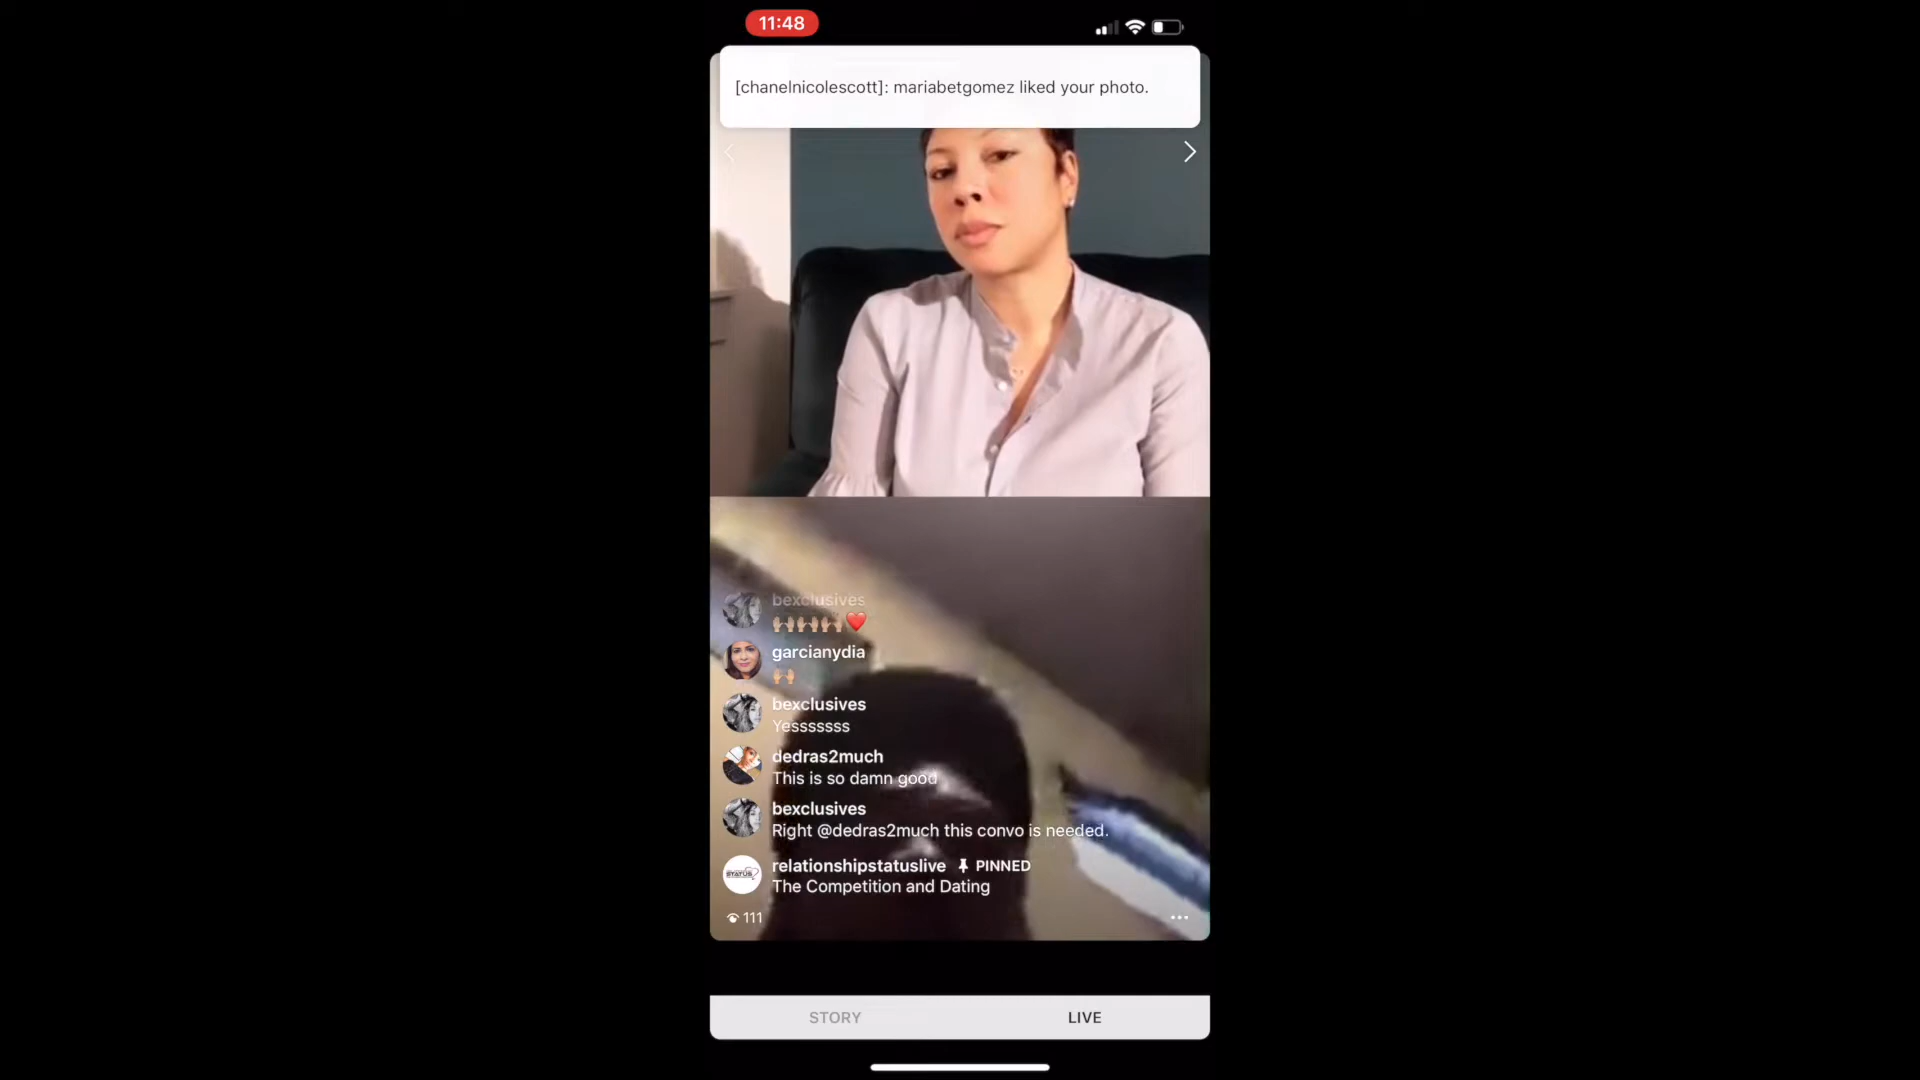 11:48
[chanelnicolescott]: mariabetgomez liked your photo.
bexclusives
🙌🏽🙌🏽🙌🏽❤️
garcianydia
🙌🏼
bexclusives
Yesssssss
dedras2much
This is so damn good
bexclusives
Right @dedras2much this convo is needed.
relationshipstatuslive PINNED
The Competition and Dating
STATUS
111
STORY LIVE